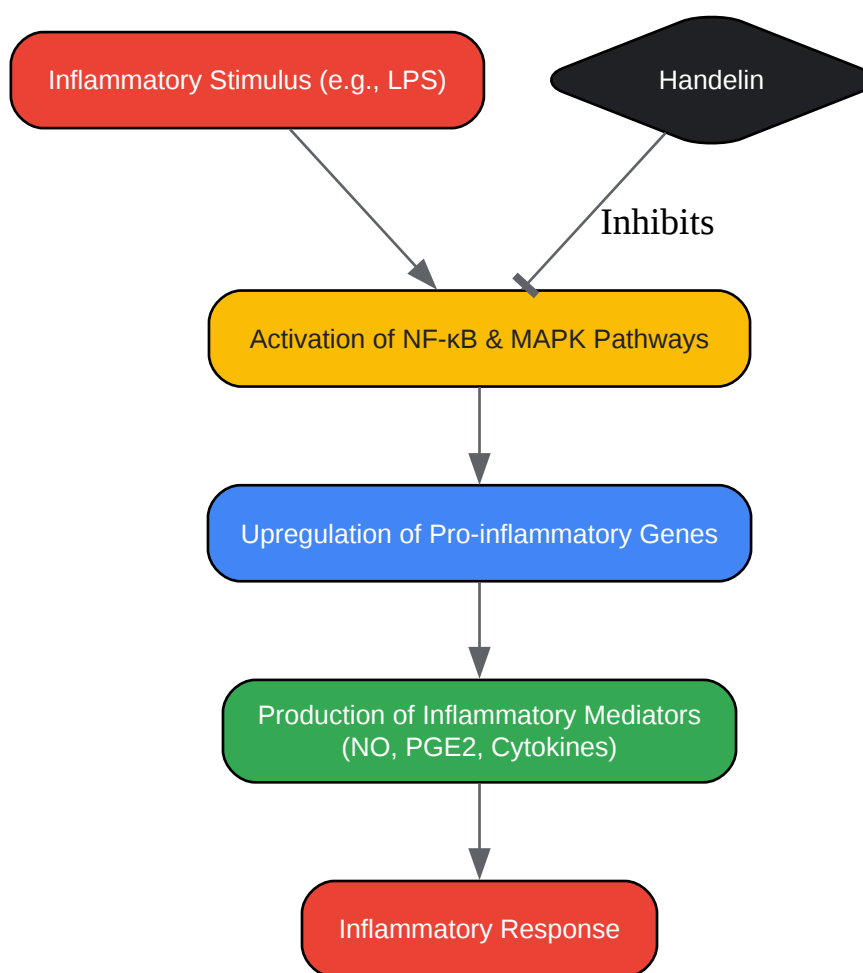 Inflammatory Stimulus (e.g., LPS)
Handelin
Inhibits
Activation of NF-κB & MAPK Pathways
Upregulation of Pro-inflammatory Genes
Production of Inflammatory Mediators
(NO, PGE2, Cytokines)
Inflammatory Response